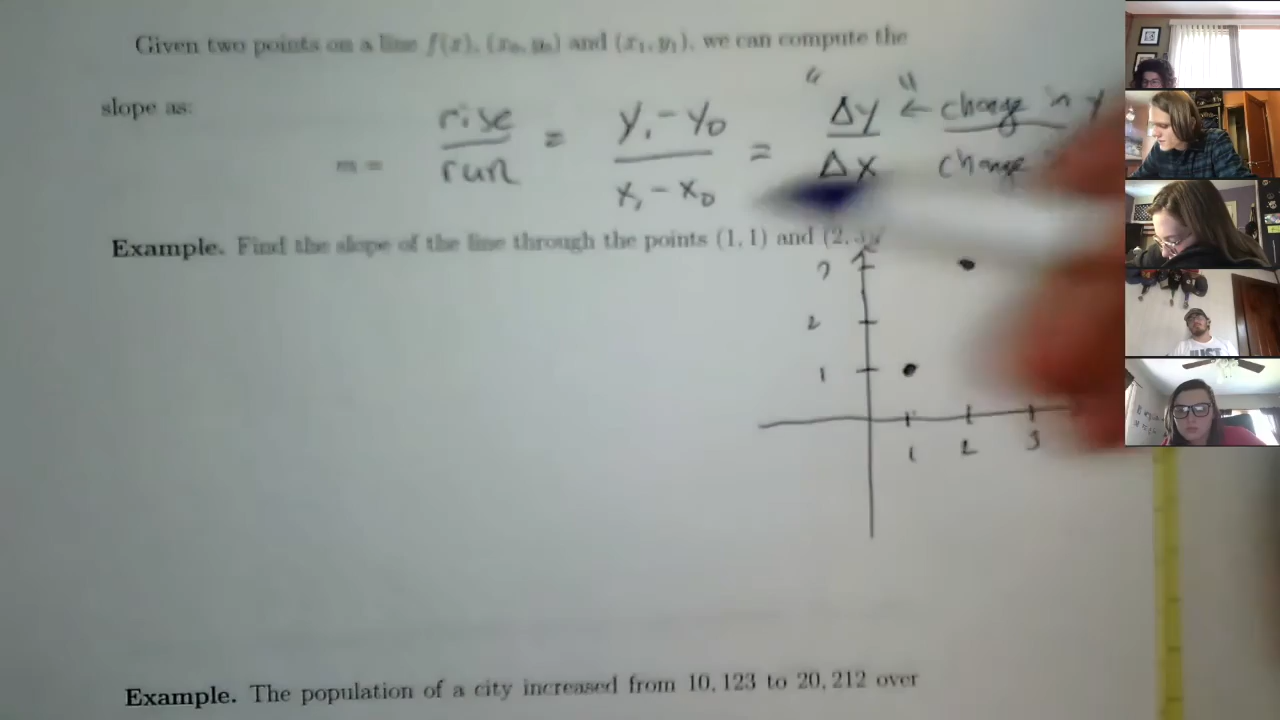 Given two points on a line f(x), (x₀, y₀) and (x₁, y₁), we can compute the
slope as:
m = rise/run = y₁ - y₀ / x₁ - x₀ = "Δy/Δx" ← change in y / change
Example. Find the slope of the line through the points (1, 1) and (2,
2
1
1 2 3
Example. The population of a city increased from 10, 123 to 20, 212 over